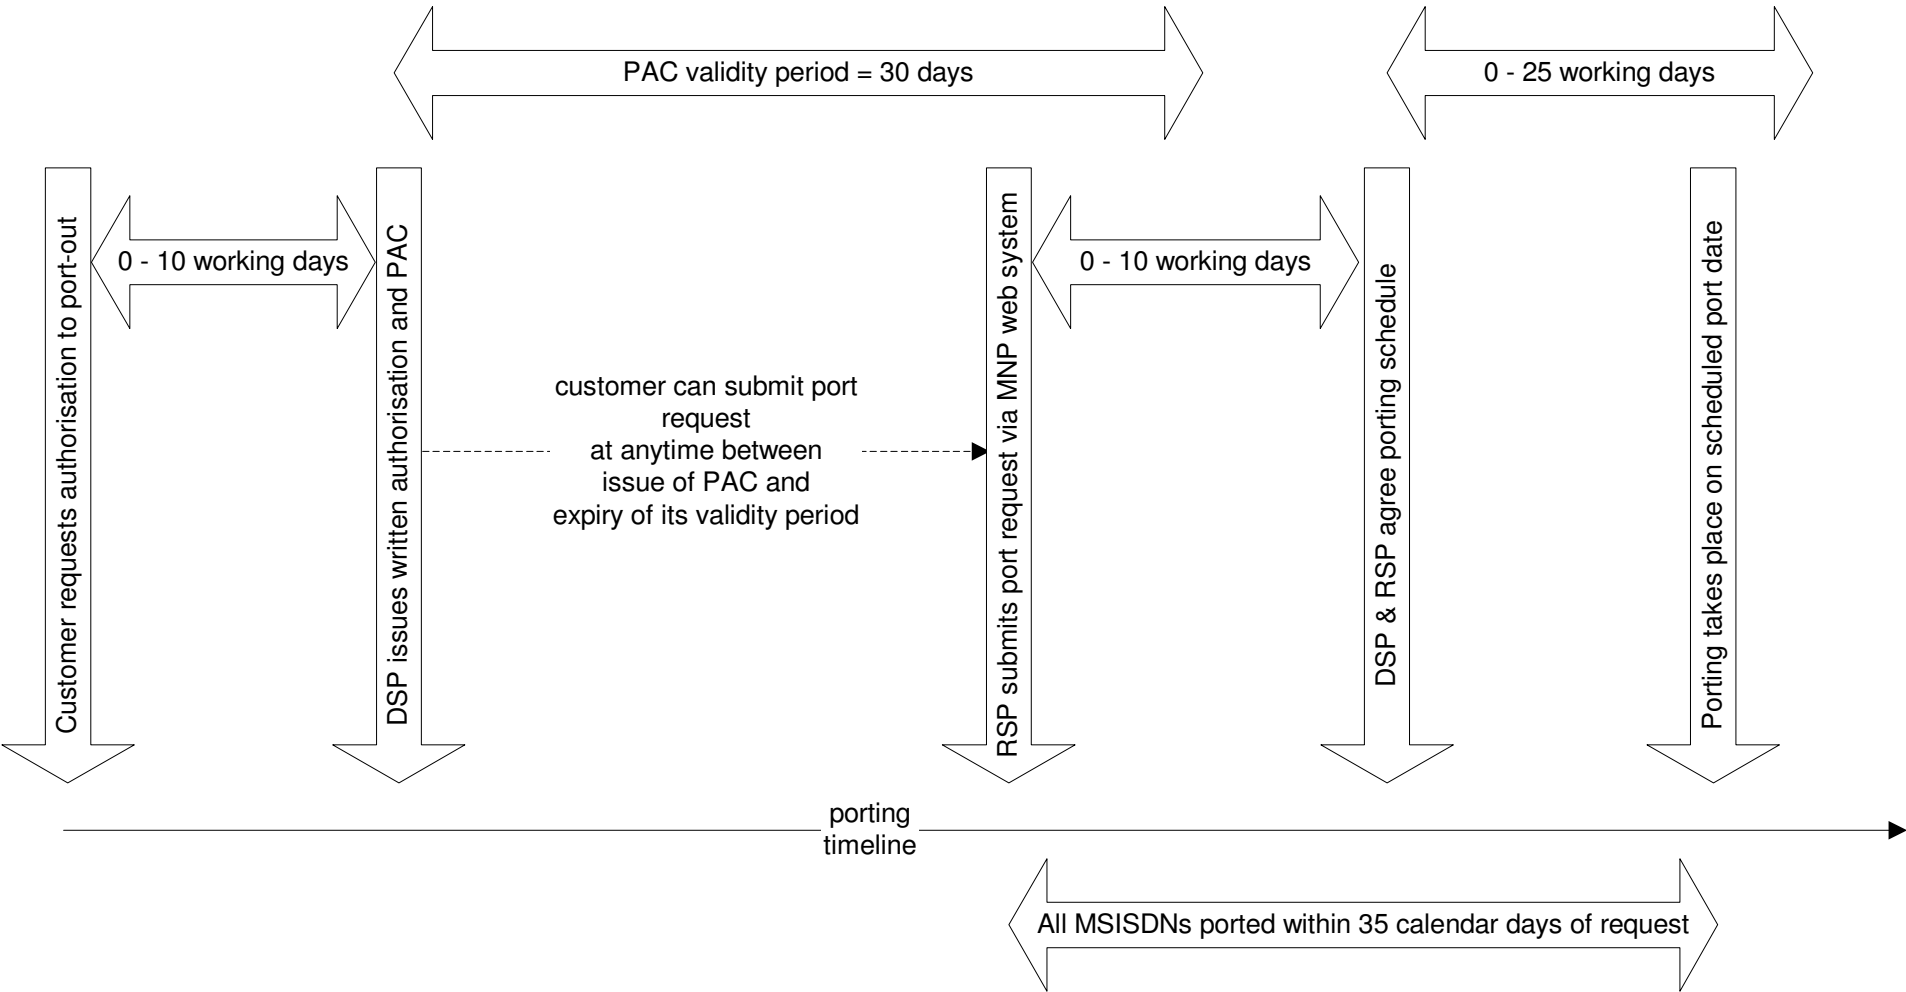 PAC validity period = 30 days
0 - 25 working days
Customer requests authorisation to port-out
0 - 10 working days
DSP issues written authorisation and PAC
customer can submit port
request
at anytime between
issue of PAC and
expiry of its validity period
RSP submits port request via MNP web system
0 - 10 working days
DSP & RSP agree porting schedule
Porting takes place on scheduled port date
porting
timeline
All MSISDNs ported within 35 calendar days of request